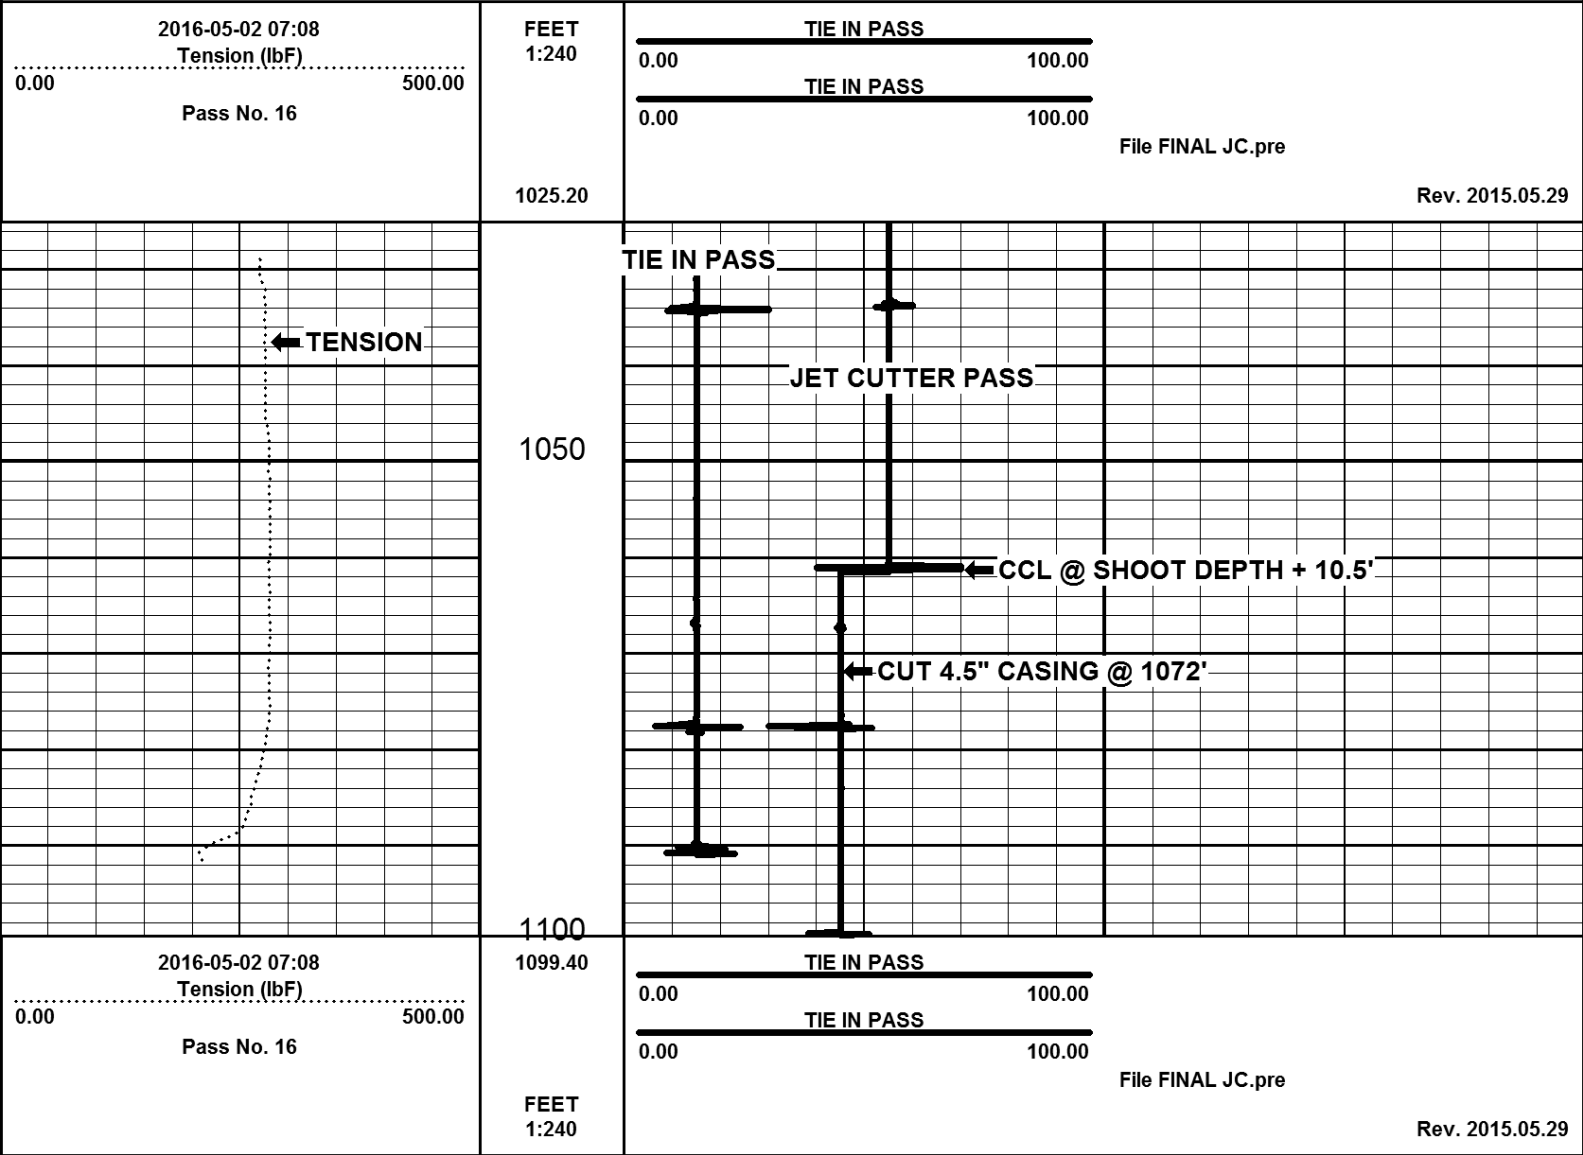 2016-05-02 07:08
Tension (lbF)
0.00 500.00
Pass No. 16
FEET
1:240
1025.20
TIE IN PASS
0.00 100.00
TIE IN PASS
0.00 100.00
File FINAL JC.pre
Rev. 2015.05.29
TIE IN PASS
TENSION
JET CUTTER PASS
1050
CCL @ SHOOT DEPTH + 10.5'
CUT 4.5" CASING @ 1072'
1100
2016-05-02 07:08
Tension (lbF)
0.00 500.00
Pass No. 16
1099.40
FEET
1:240
TIE IN PASS
0.00 100.00
TIE IN PASS
0.00 100.00
File FINAL JC.pre
Rev. 2015.05.29